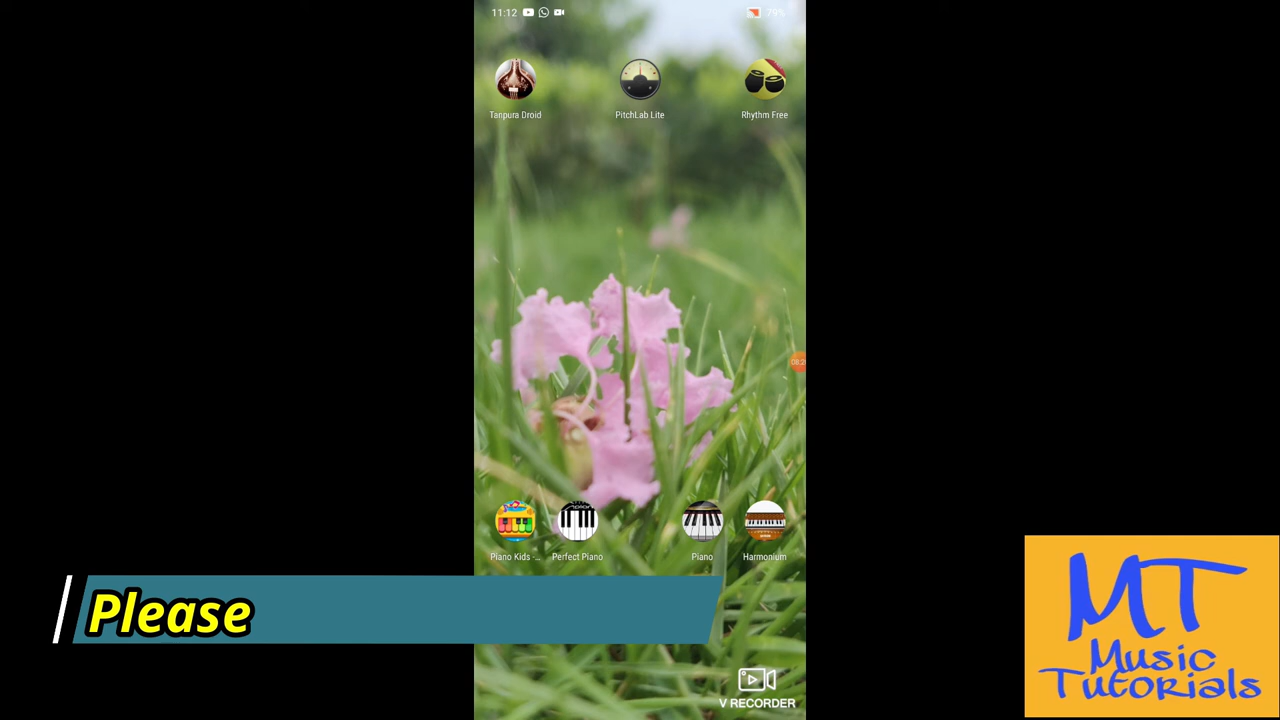 11:12 79%
Tanpura Droid PitchLab Lite Rhythm Free
Piano Kids -... Perfect Piano Piano Harmonium
Please
V RECORDER
MT
Music
Tutorials